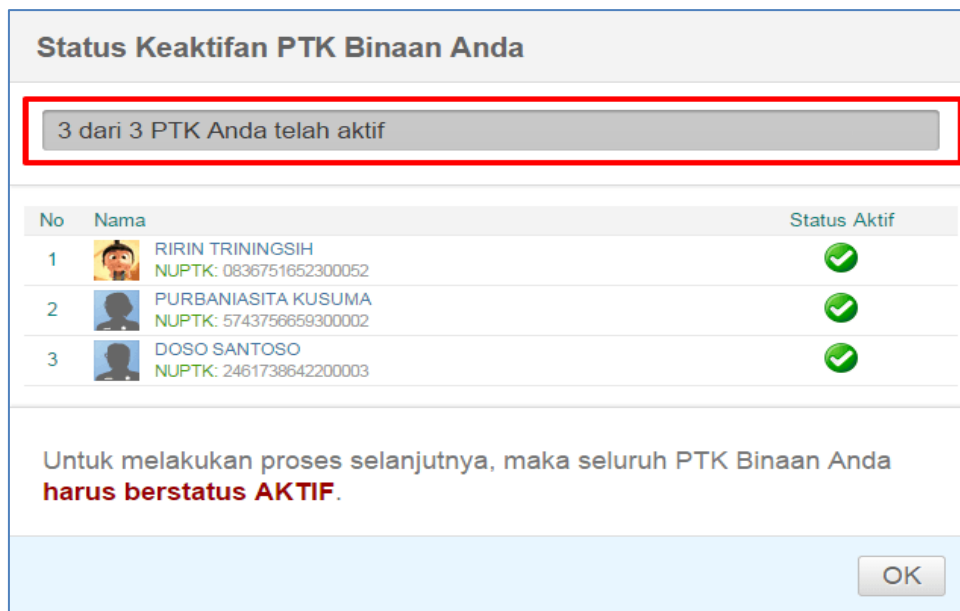 Status Keaktifan PTK Binaan Anda
3 dari 3 PTK Anda telah aktif
No Nama Status Aktif
1 RIRIN TRININGSIH
NUPTK: 0836751652300052
2 PURBANIASITA KUSUMA
NUPTK: 5743756659300002
3 DOSO SANTOSO
NUPTK: 2461738642200003
Untuk melakukan proses selanjutnya, maka seluruh PTK Binaan Anda
harus berstatus AKTIF.
OK